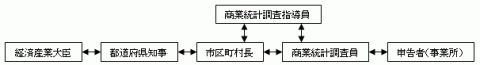 商業統計調査指導員
経済産業大臣
都道府県知事
市区町村長
商業統計調査員
申告者（事業所）